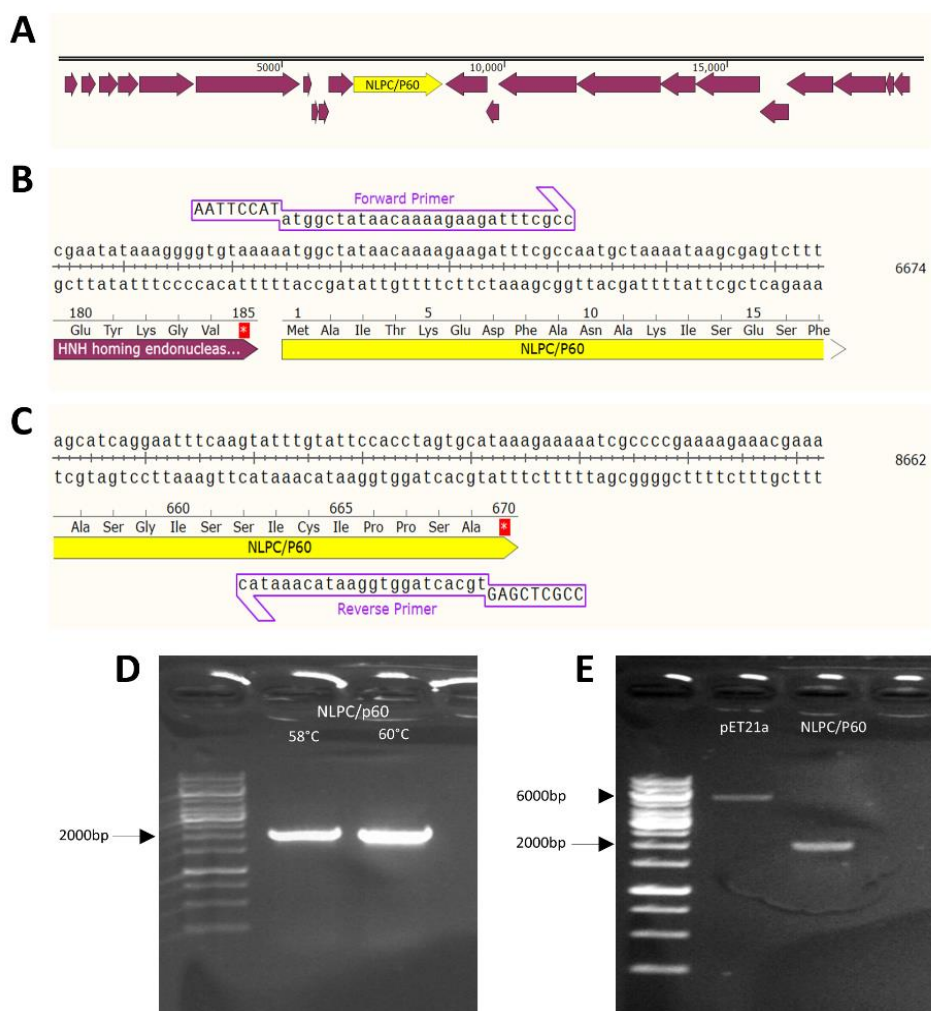 A
5000
10,000
15,000
NLPC/P60
B
Forward Primer
AATTCCAT
atggctataacaaaagaagatttcgcc
cgaatataaaggggtgtaaaaatggctataacaaaagaagatttcgccaatgctaaaataagcgagtcttt
6674
gcttatatttccccacatttttaccgatattgttttcttctaaagcggttacgattttattcgctcagaaa
180 185 1 5 10 15
Glu Tyr Lys Gly Val * Met Ala Ile Thr Lys Glu Asp Phe Ala Asn Ala Lys Ile Ser Glu Ser Phe
HNH homing endonucleas... NLPC/P60
C
agcatcaggaatttcaagtatttgtattccacctagtgcataaagaaaaatcgccccgaaaagaaacgaaa
8662
tcgtagtccttaaagttcataaacataaggtggatcacgtatttctttttagcggggcttttctttgcttt
660 665 670
Ala Ser Gly Ile Ser Ser Ile Cys Ile Pro Pro Ser Ala *
NLPC/P60
cataaacataaggtggatcacgt
GAGCTCGCC
Reverse Primer
D
NLPC/p60
58°C 60°C
2000bp
E
pET21a NLPC/P60
6000bp
2000bp